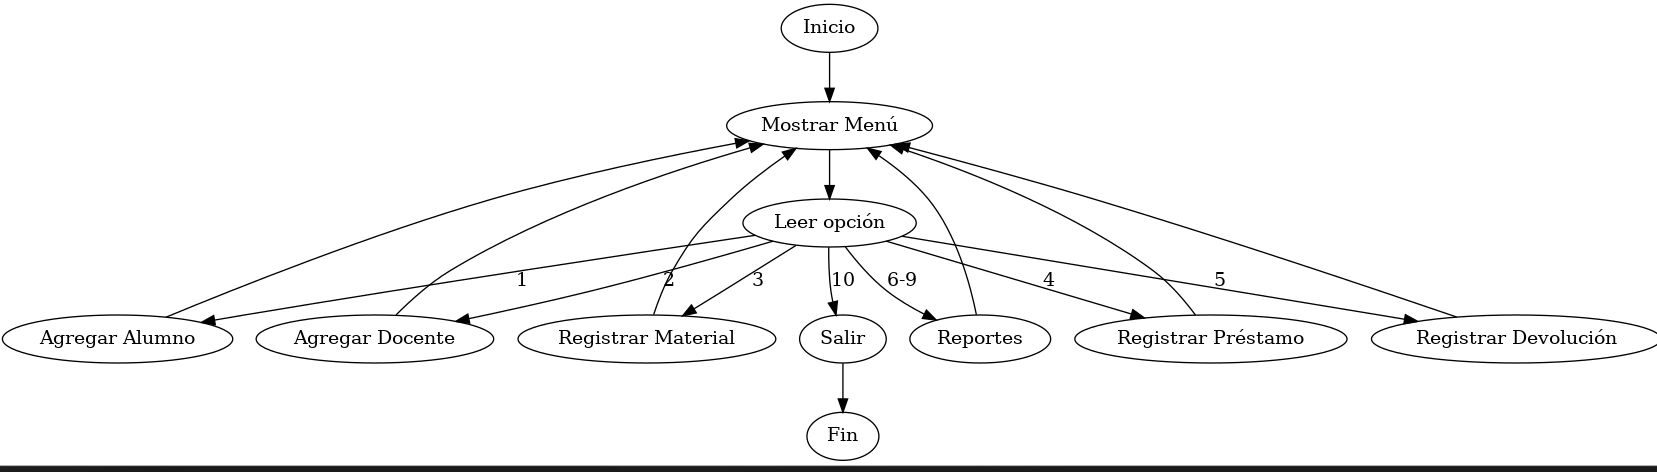 Inicio
Mostrar Menú
Leer opción
1
2
3
10
6-9
4
5
Agregar Alumno
Agregar Docente
Registrar Material
Salir
Reportes
Registrar Préstamo
Registrar Devolución
Fin